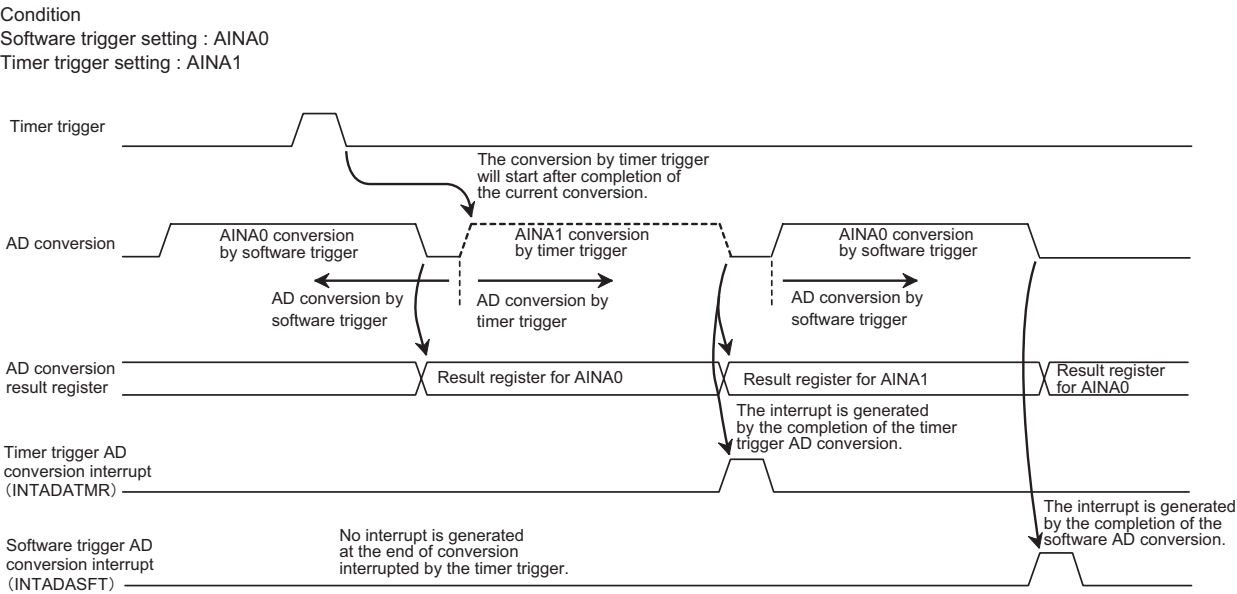 Condition
Software trigger setting : AINA0
Timer trigger setting : AINA1
Timer trigger
The conversion by timer trigger
will start after completion of
the current conversion.
AD conversion
AINA0 conversion
by software trigger
AINA1 conversion
by timer trigger
AINA0 conversion
by software trigger
AD conversion by
software trigger
AD conversion by
timer trigger
AD conversion by
software trigger
AD conversion
result register
Result register for AINA0
Result register for AINA1
Result register
for AINA0
The interrupt is generated
by the completion of the timer
trigger AD conversion.
Timer trigger AD
conversion interrupt
(INTADATMR)
The interrupt is generated
by the completion of the
software AD conversion.
Software trigger AD
conversion interrupt
(INTADASFT)
No interrupt is generated
at the end of conversion
interrupted by the timer trigger.